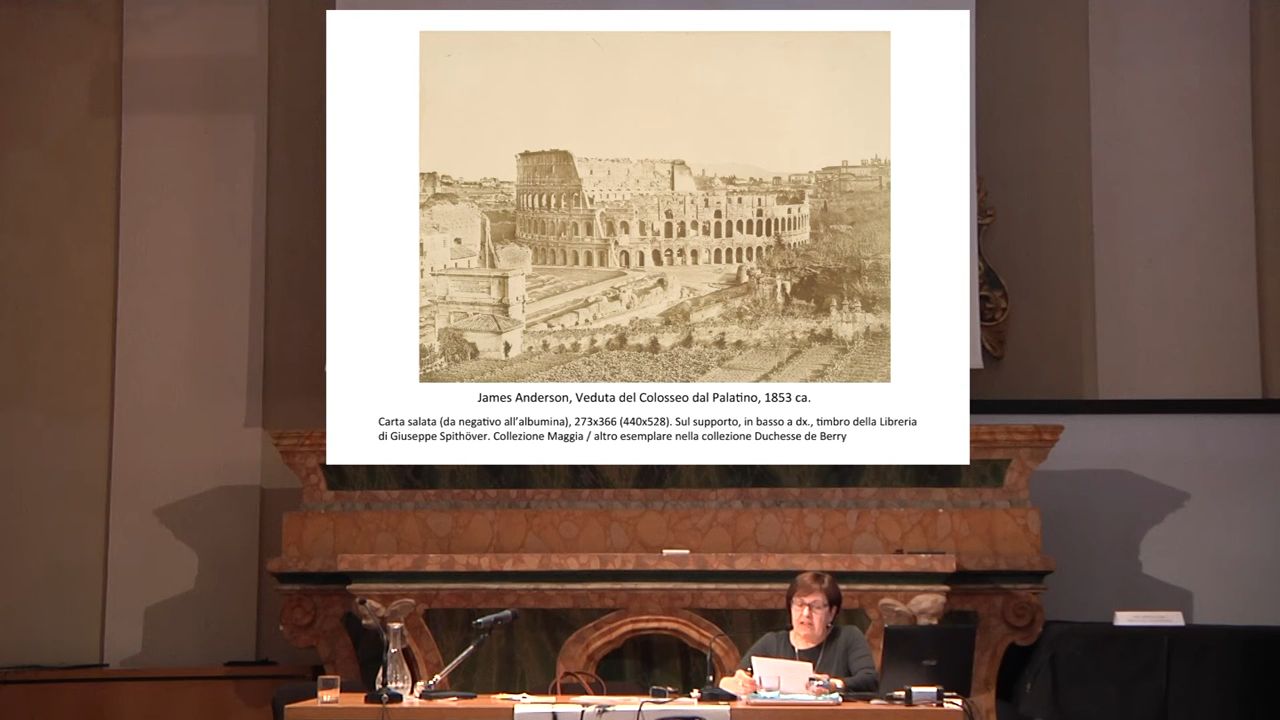 James Anderson, Veduta del Colosseo dal Palatino, 1853 ca.
Carta salata (da negativo all'albumina), 273x366 (440x528). Sul supporto, in basso a dx., timbro della Libreria
di Giuseppe Spithöver. Collezione Maggia / altro esemplare nella collezione Duchesse de Berry